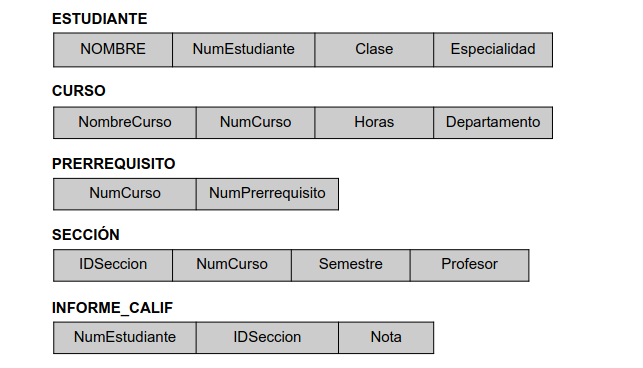 ESTUDIANTE
NOMBRE NumEstudiante Clase Especialidad
CURSO
NombreCurso NumCurso Horas Departamento
PRERREQUISITO
NumCurso NumPrerrequisito
SECCIÓN
IDSeccion NumCurso Semestre Profesor
INFORME_CALIF
NumEstudiante IDSeccion Nota